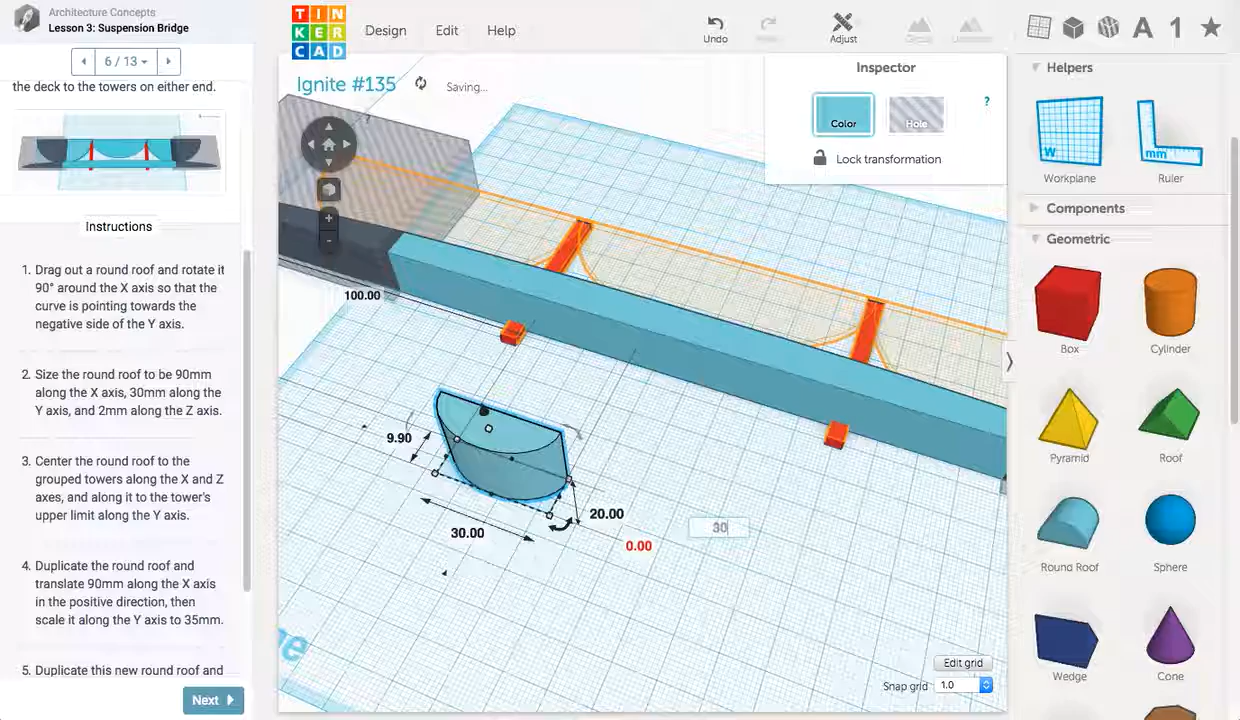 Architecture Concepts
Lesson 3: Suspension Bridge
6 / 13
the deck to the towers on either end.
Instructions
1. Drag out a round roof and rotate it
90° around the X axis so that the
curve is pointing towards the
negative side of the Y axis.
2. Size the round roof to be 90mm
along the X axis, 30mm along the
Y axis, and 2mm along the Z axis.
3. Center the round roof to the
grouped towers along the X and Z
axes, and along it to the tower's
upper limit along the Y axis.
4. Duplicate the round roof and
translate 90mm along the X axis
in the positive direction, then
scale it along the Y axis to 35mm.
5. Duplicate this new round roof and
Next
TIN
KER
CAD
Design
Edit
Help
Undo
Adjust
Ignite #135
Saving...
Inspector
Color
Hole
?
Lock transformation
100.00
9.90
30.00
20.00
0.00
30
Edit grid
Snap grid
1.0
A
1
Helpers
W
Workplane
mm
Ruler
Components
Geometric
Box
Cylinder
Pyramid
Roof
Round Roof
Sphere
Wedge
Cone